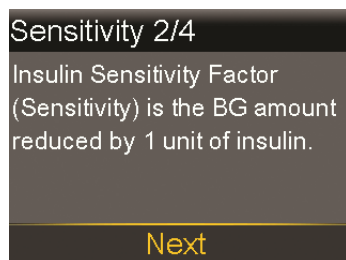 Sensitivity 2/4
Insulin Sensitivity Factor
(Sensitivity) is the BG amount
reduced by 1 unit of insulin.
Next